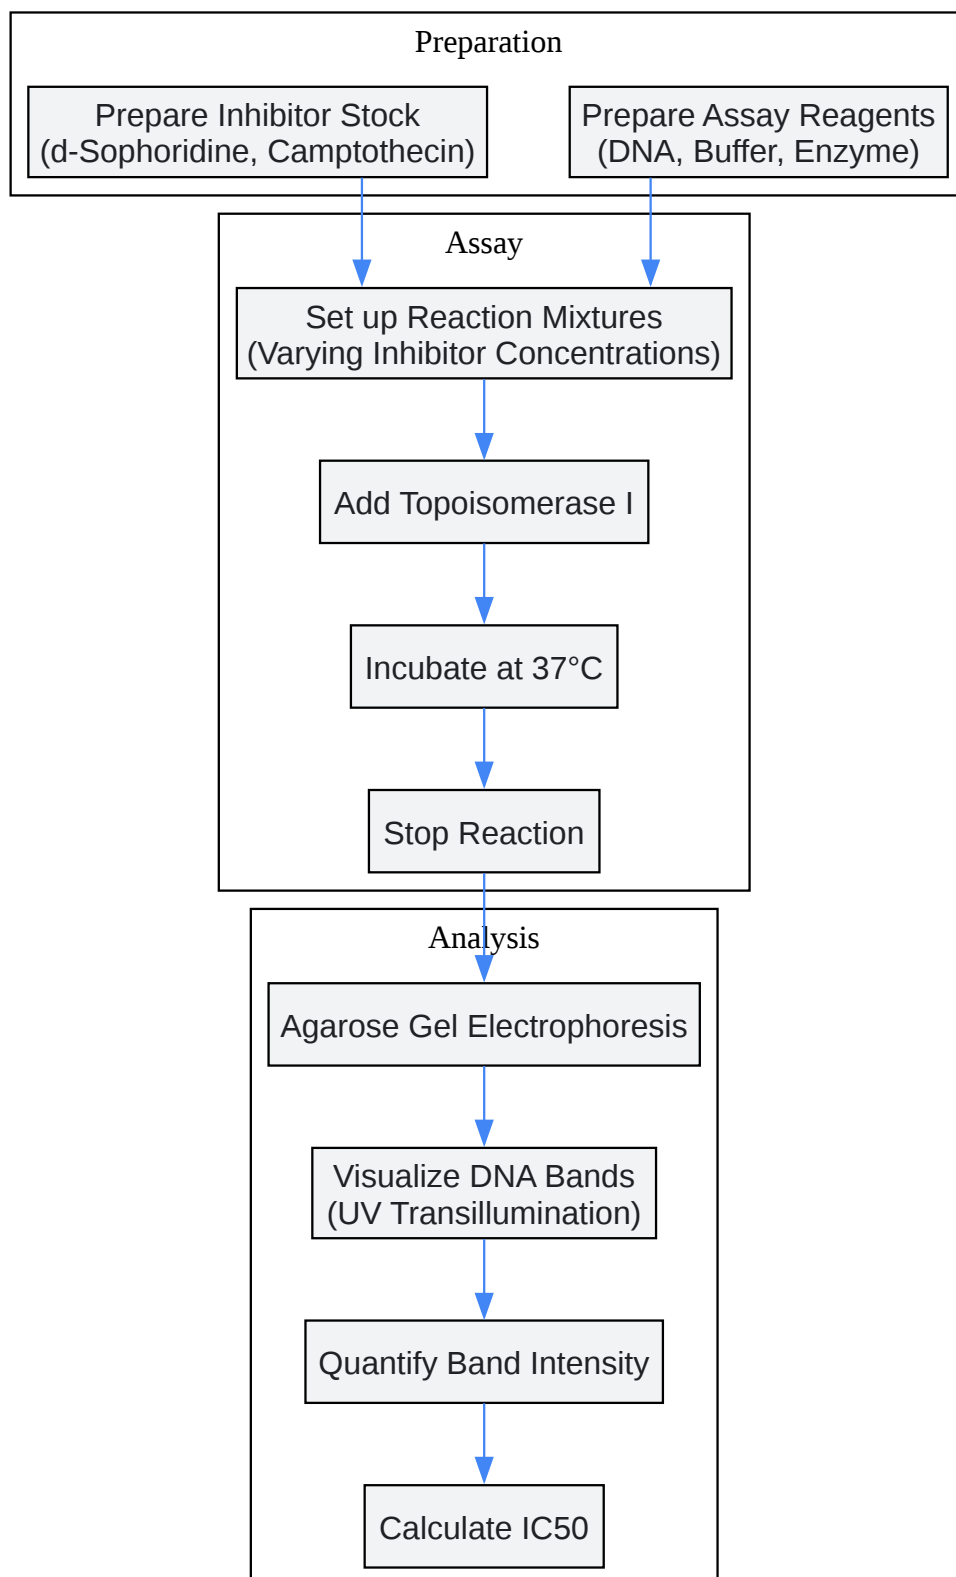 Preparation
Prepare Inhibitor Stock
(d-Sophoridine, Camptothecin)
Prepare Assay Reagents
(DNA, Buffer, Enzyme)
Assay
Set up Reaction Mixtures
(Varying Inhibitor Concentrations)
Add Topoisomerase I
Incubate at 37°C
Stop Reaction
Analysis
Agarose Gel Electrophoresis
Visualize DNA Bands
(UV Transillumination)
Quantify Band Intensity
Calculate IC50